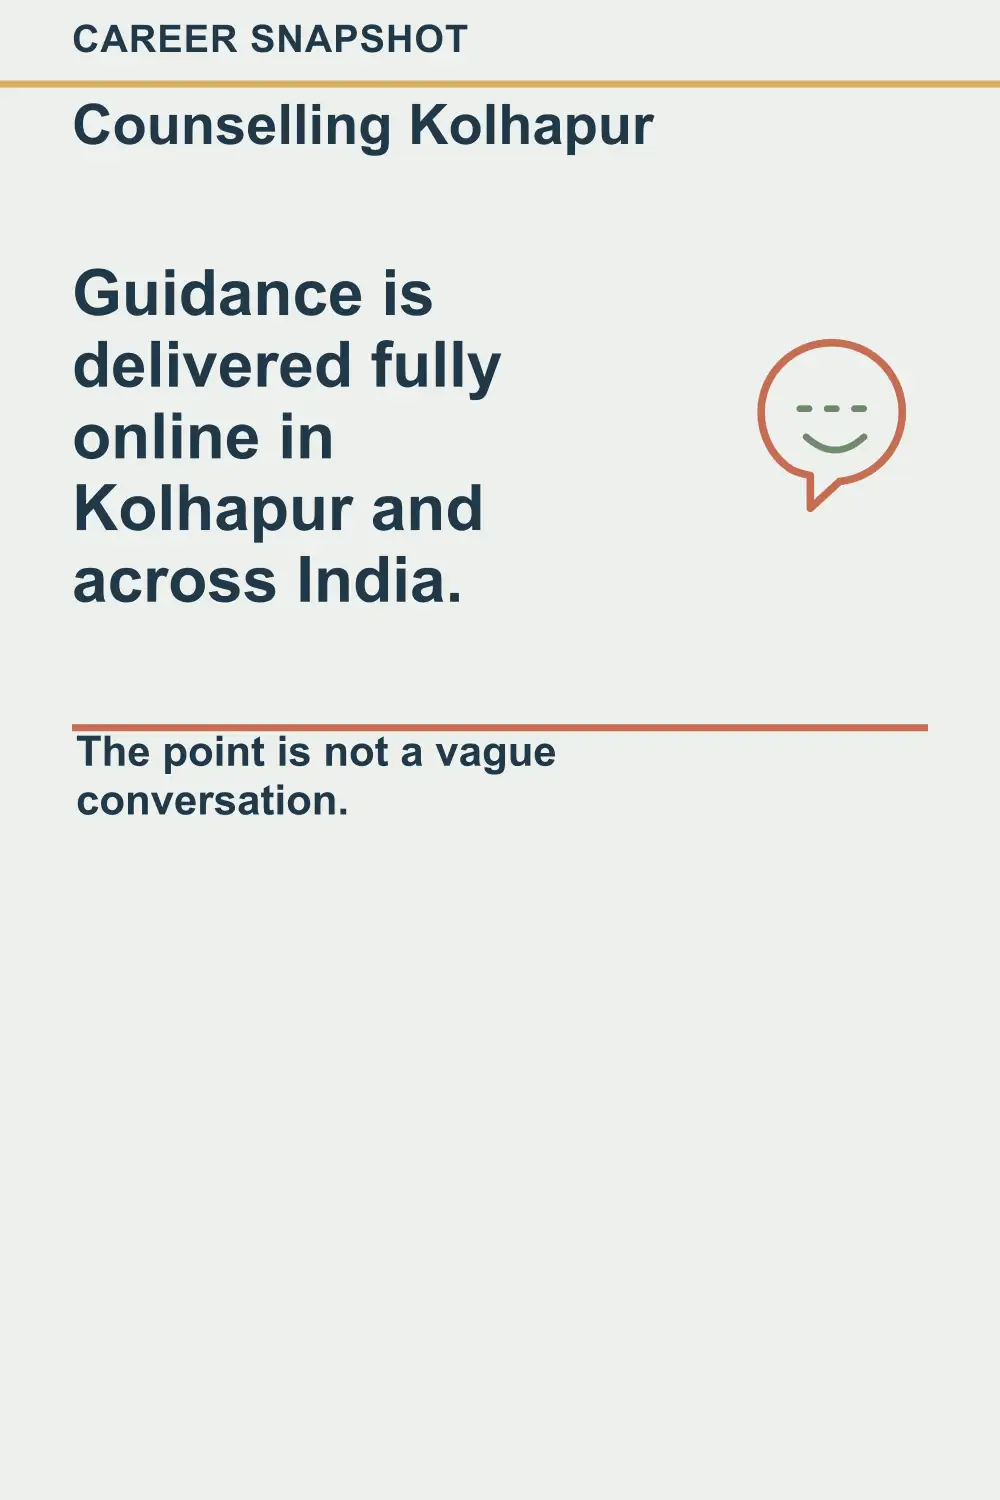 CAREER SNAPSHOT
Counselling Kolhapur
Guidance is
delivered fully
online in
Kolhapur and
across India.
The point is not a vague
conversation.